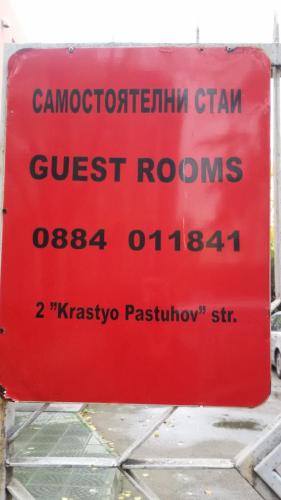 САМОСТОЯТЕЛНИ СТАИ
GUEST ROOMS
0884 011841
2 ”Krastyo Pastuhov” str.